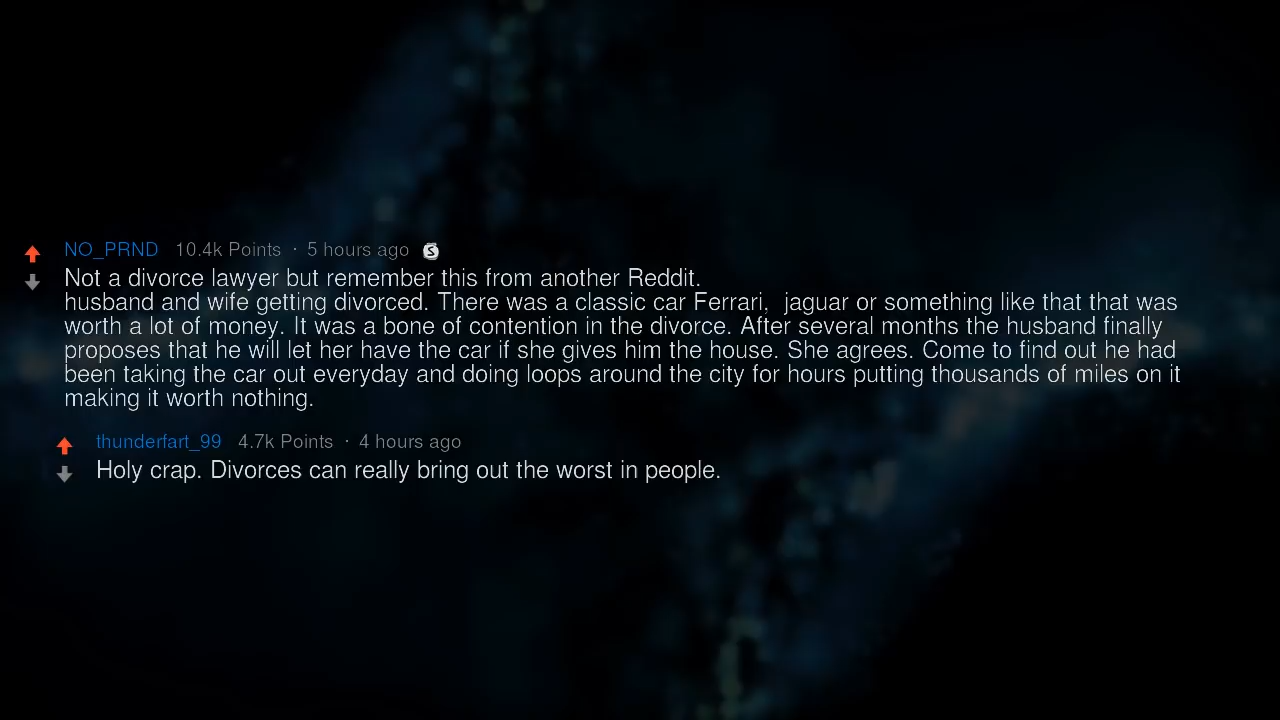 NO_PRND 10.4k Points · 5 hours ago S
Not a divorce lawyer but remember this from another Reddit.
husband and wife getting divorced. There was a classic car Ferrari,  jaguar or something like that that was
worth a lot of money. It was a bone of contention in the divorce. After several months the husband finally
proposes that he will let her have the car if she gives him the house. She agrees. Come to find out he had
been taking the car out everyday and doing loops around the city for hours putting thousands of miles on it
making it worth nothing.
thunderfart_99 4.7k Points · 4 hours ago
Holy crap. Divorces can really bring out the worst in people.